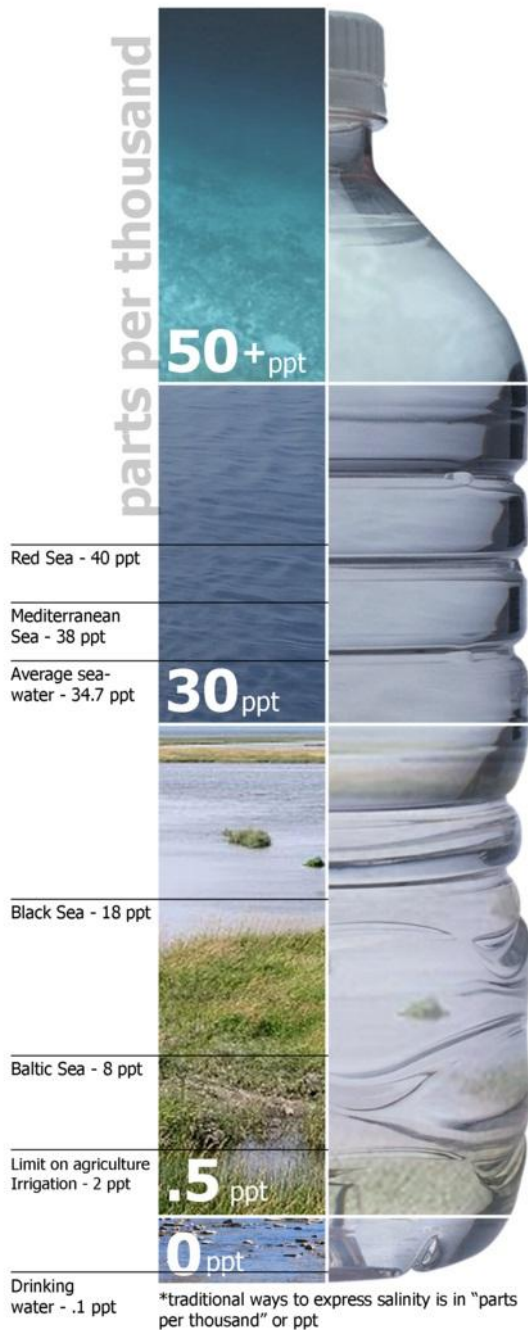 parts per thousand
50+ppt
Red Sea - 40 ppt
Mediterranean
Sea - 38 ppt
Average sea-
water - 34.7 ppt
30ppt
Black Sea - 18 ppt
Baltic Sea - 8 ppt
Limit on agriculture
Irrigation - 2 ppt
.5 ppt
0ppt
Drinking
water - .1 ppt
*traditional ways to express salinity is in “parts
per thousand” or ppt